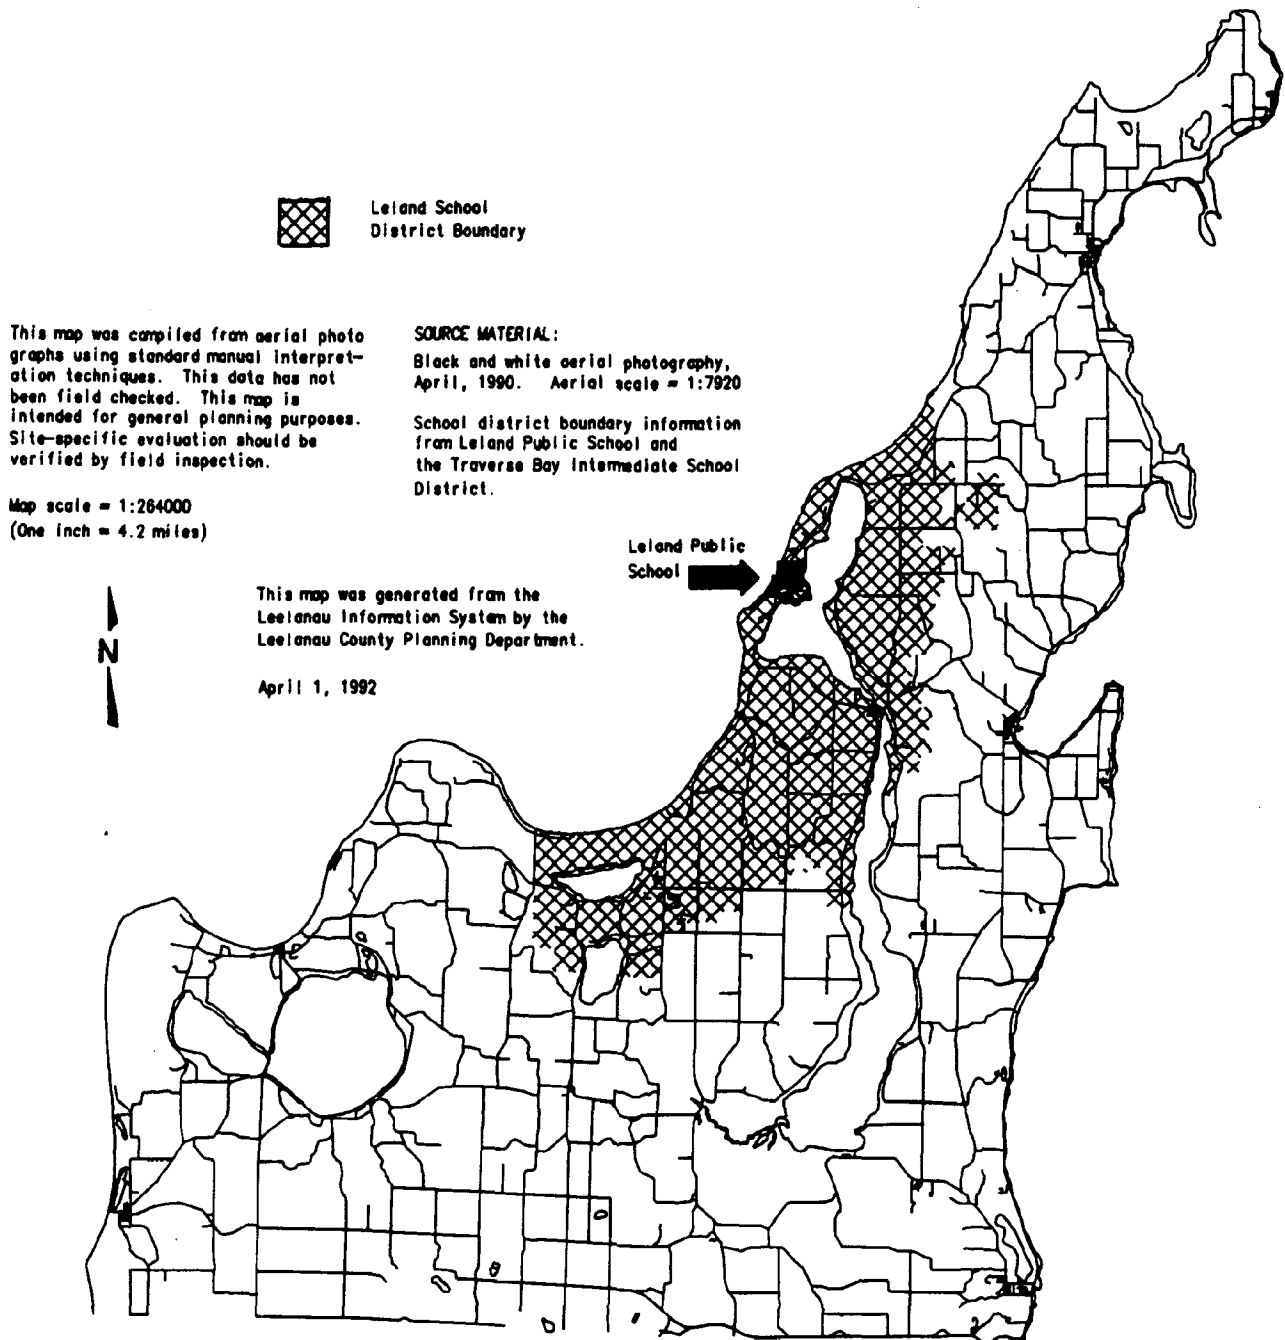 Leland School
District Boundary
This map was compiled from aerial photo
graphs using standard manual interpret-
ation techniques. This data has not
been field checked. This map is
intended for general planning purposes.
Site-specific evaluation should be
verified by field inspection.
Map scale = 1:264000
(One inch = 4.2 miles)
SOURCE MATERIAL:
Black and white aerial photography,
April, 1990. Aerial scale = 1:7920
School district boundary information
from Leland Public School and
the Traverse Bay Intermediate School
District.
Leland Public
School
N
This map was generated from the
Leelanau Information System by the
Leelanau County Planning Department.
April 1, 1992